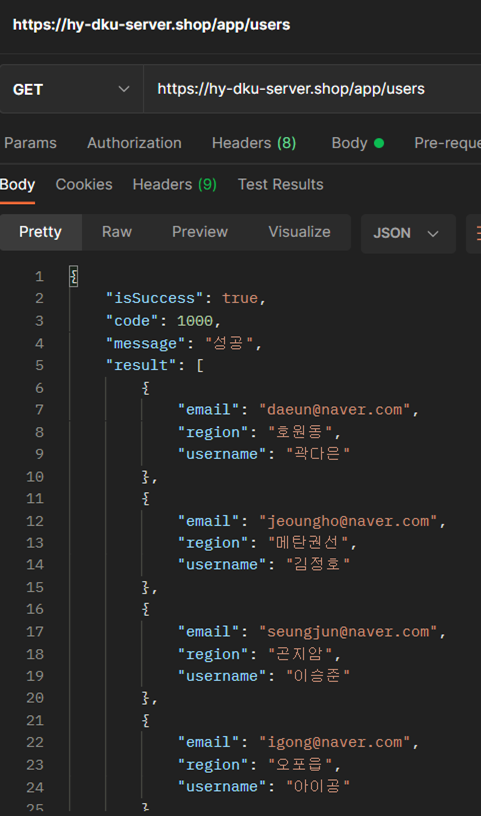 https://hy-dku-server.shop/app/users
GET https://hy-dku-server.shop/app/users
Params Authorization Headers (8) Body Pre-reque
Body Cookies Headers (9) Test Results
Pretty Raw Preview Visualize JSON
1 {
2 "isSuccess": true,
3 "code": 1000,
4 "message": "성공",
5 "result": [
6 {
7 "email": "daeun@naver.com",
8 "region": "호원동",
9 "username": "곽다은"
10 },
11 {
12 "email": "jeoungho@naver.com",
13 "region": "메탄권선",
14 "username": "김정호"
15 },
16 {
17 "email": "seungjun@naver.com",
18 "region": "곤지암",
19 "username": "이승준"
20 },
21 {
22 "email": "igong@naver.com",
23 "region": "오포읍",
24 "username": "아이공"
25 }